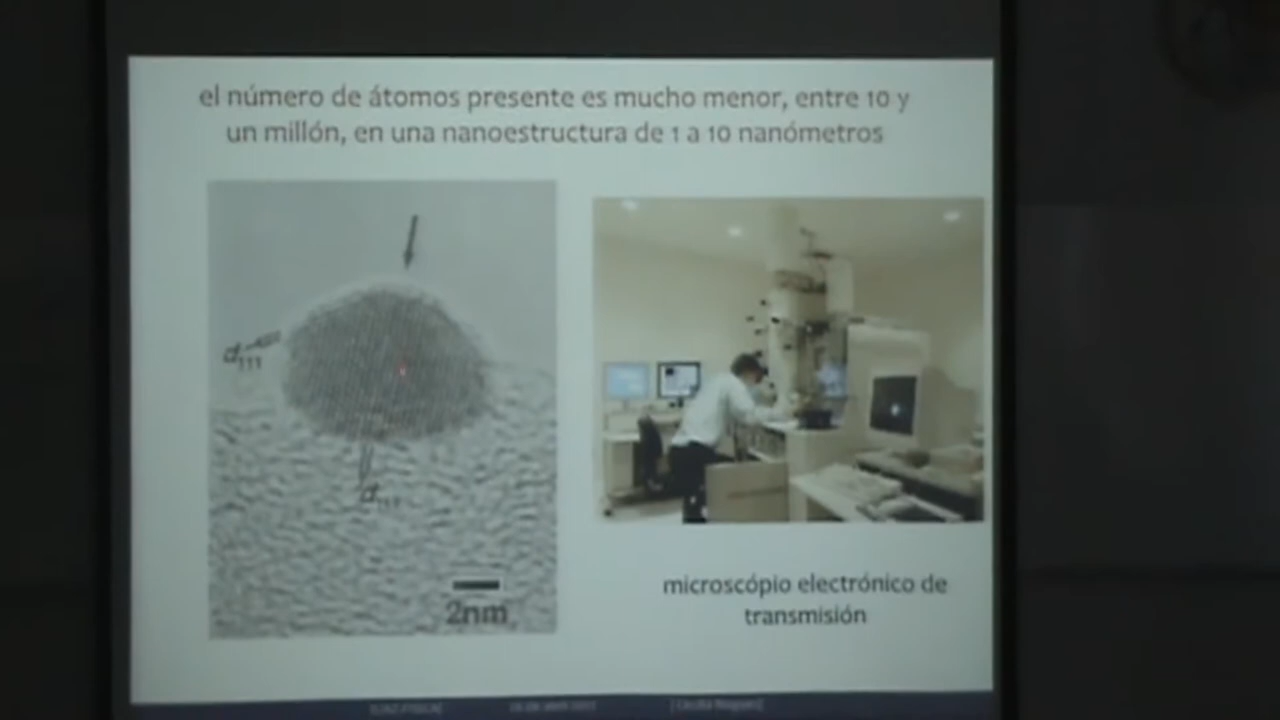 el número de átomos presente es mucho menor, entre 10 y
un millón, en una nanoestructura de 1 a 10 nanómetros
d111
2nm
microscópio electrónico de
transmisión